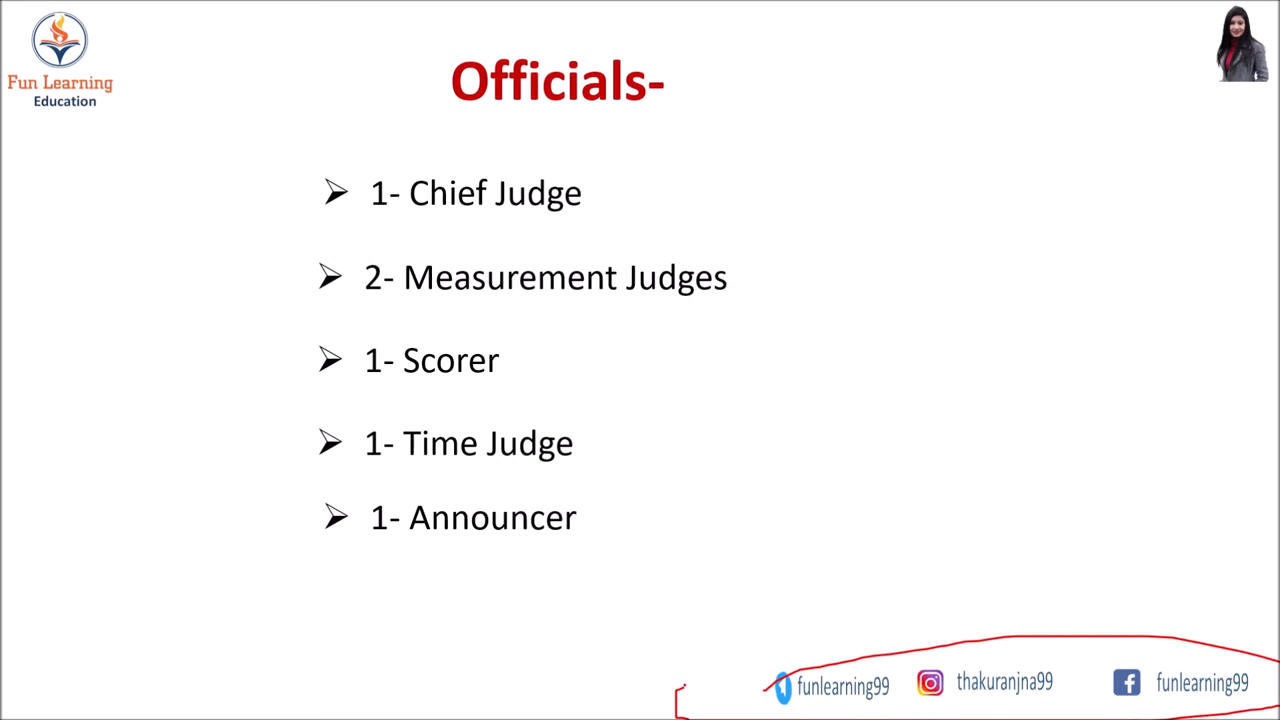 Fun Learning
Education
Officials-
1- Chief Judge
2- Measurement Judges
1- Scorer
1- Time Judge
1- Announcer
funlearning99
thakuranjna99
funlearning99